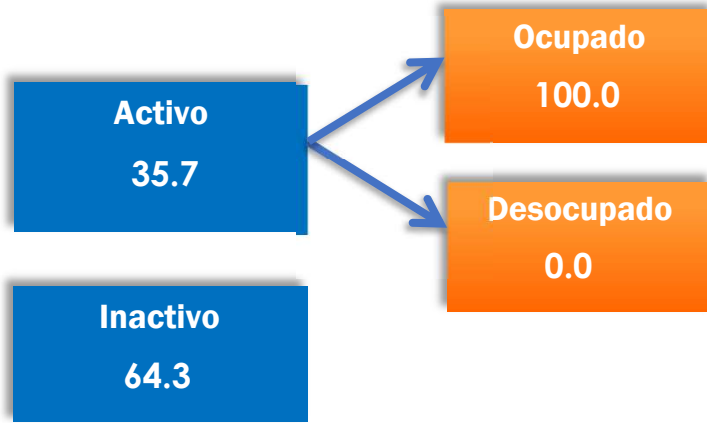 Activo
35.7
Ocupado
100.0
Desocupado
0.0
Inactivo
64.3